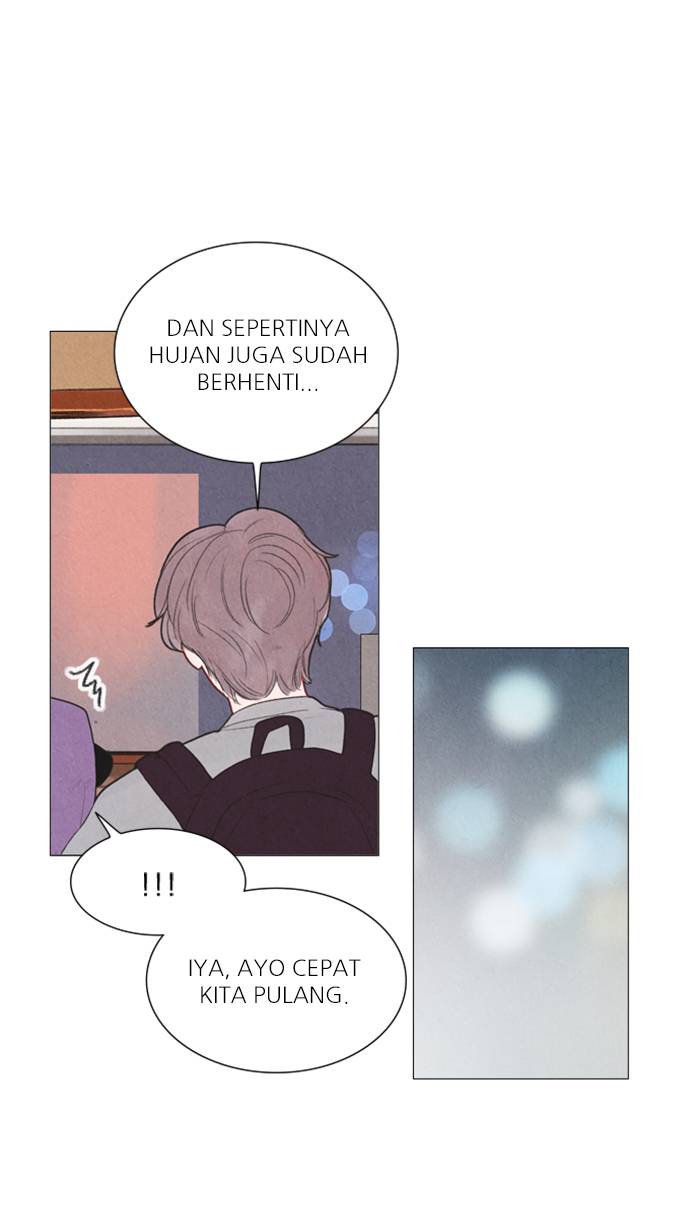 DAN SEPERTINYA
HUJAN JUGA SUDAH
BERHENTI...
!!!
IYA, AYO CEPAT
KITA PULANG.